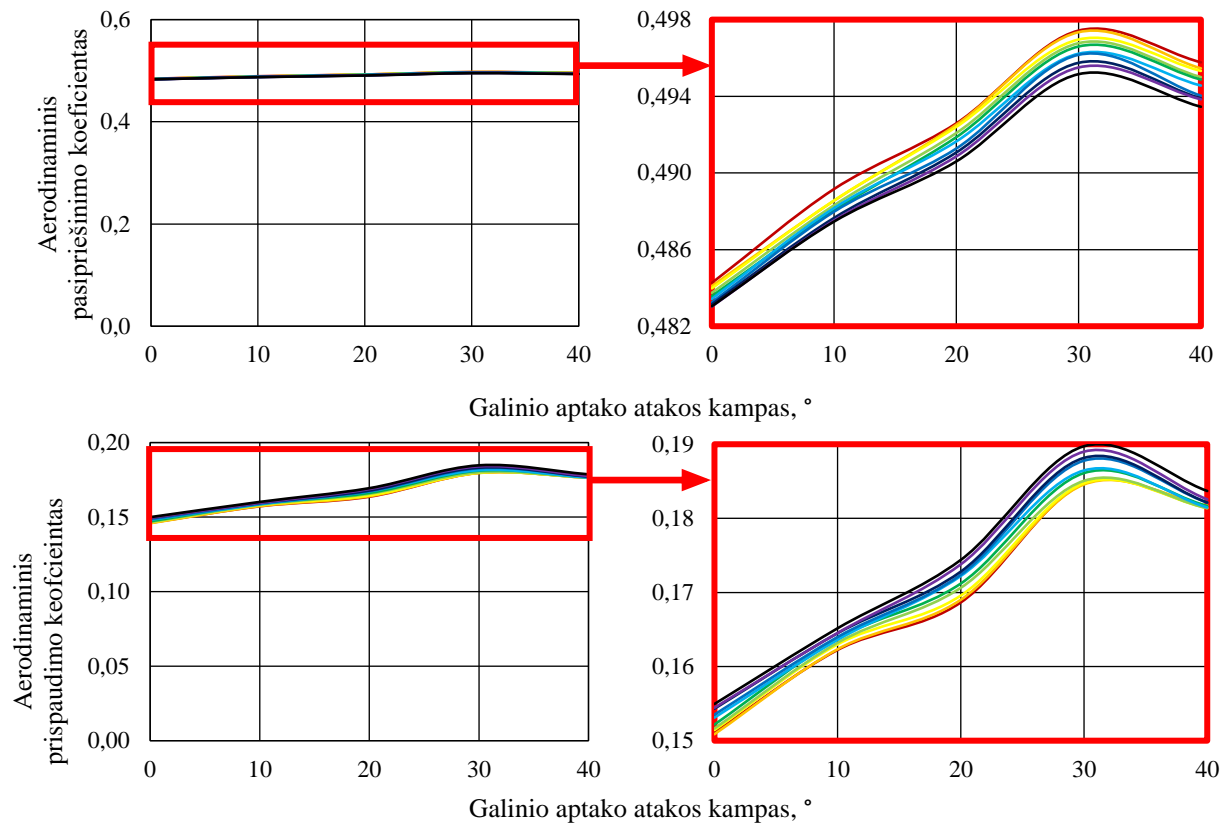 Aerodinaminis
pasipriešinimo koeficientas
0,6
0,4
0,2
0,0
0 10 20 30 40
0,498
0,494
0,490
0,486
0,482
0 10 20 30 40
Galinio aptako atakos kampas, °
Aerodinaminis
prispaudimo keofcieintas
0,20
0,15
0,10
0,05
0,00
0 10 20 30 40
0,19
0,18
0,17
0,16
0,15
0 10 20 30 40
Galinio aptako atakos kampas, °